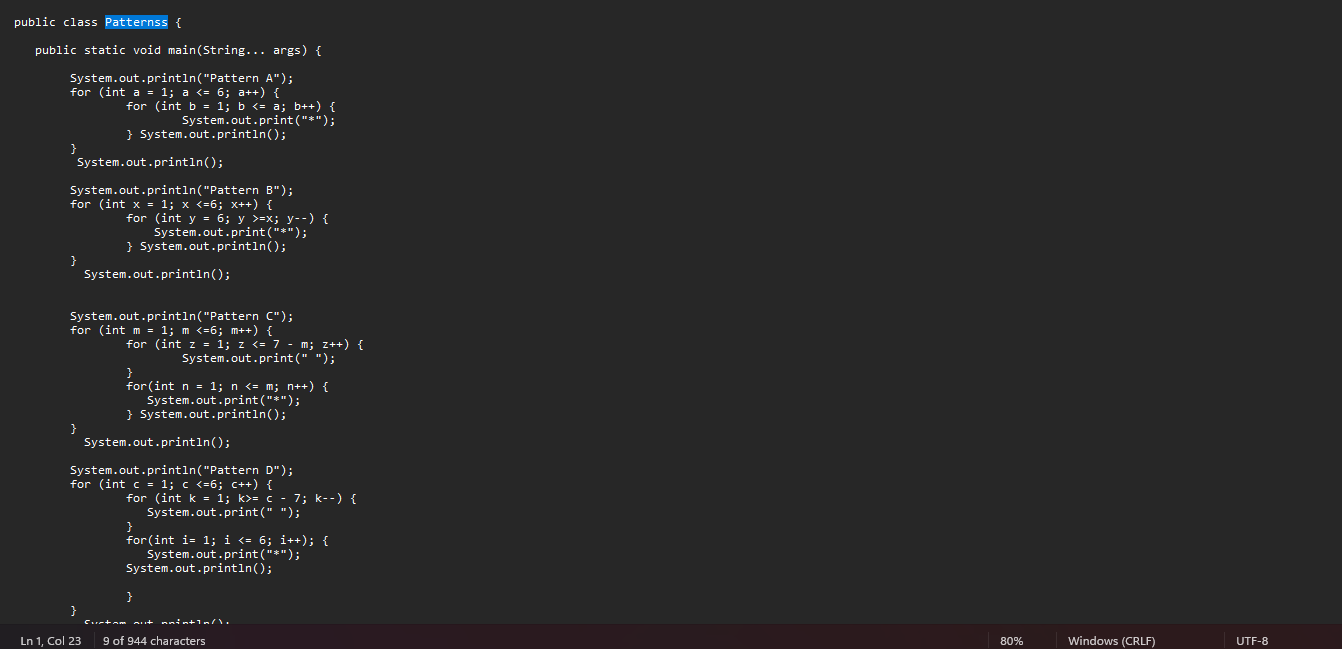 public class Patternss {
public static void main(String... args) {
System.out.println("Pattern A");
for (int a = 1; a <= 6; a++) {
for (int b = 1; b <= a; b++) {
System.out.print("*");
} System.out.println();
}
System.out.println();
System.out.println("Pattern B");
for (int x = 1; x <=6; x++) {
for (int y = 6; y >=x; y--) {
System.out.print("*");
} System.out.println();
}
System.out.println();
System.out.println("Pattern C");
for (int m = 1; m <=6; m++) {
for (int z = 1; z <= 7 - m; z++) {
System.out.print(" ");
}
for(int n = 1; n <= m; n++) {
System.out.print("*");
} System.out.println();
}
System.out.println();
System.out.println("Pattern D");
for (int c = 1; c <=6; c++) {
for (int k = 1; k>= c - 7; k--) {
System.out.print(" ");
}
for(int i= 1; i <= 6; i++); {
System.out.print("*");
System.out.println();
}
}
System.out.println();
Ln 1, Col 23 9 of 944 characters 80% Windows (CRLF) UTF-8